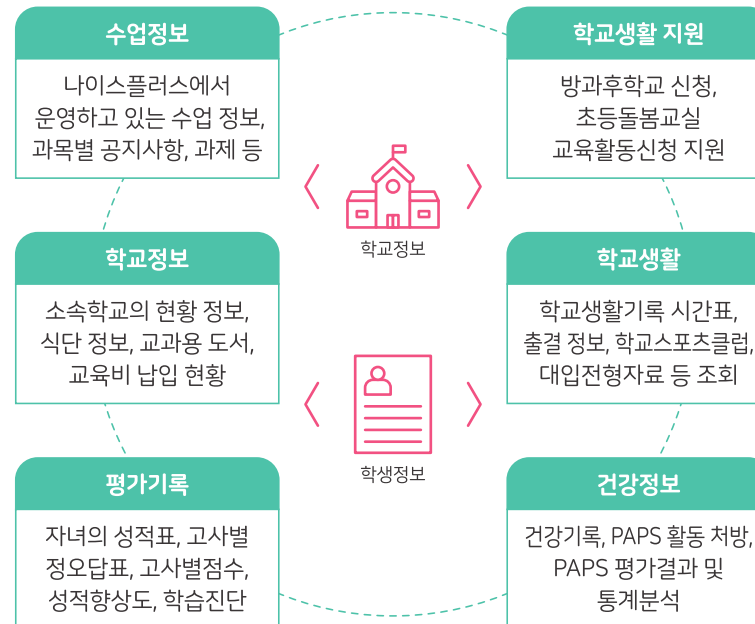 수업정보
나이스플러스에서
운영하고 있는 수업 정보,
과목별 공지사항, 과제 등
학교생활 지원
방과후학교 신청,
초등돌봄교실
교육활동신청 지원
학교정보
학교정보
소속학교의 현황 정보,
식단 정보, 교과용 도서,
교육비 납입 현황
학교생활
학교생활기록 시간표,
출결 정보, 학교스포츠클럽,
대입전형자료 등 조회
학생정보
평가기록
자녀의 성적표, 고사별
정오답표, 고사별점수,
성적향상도, 학습진단
건강정보
건강기록, PAPS 활동 처방,
PAPS 평가결과 및
통계분석